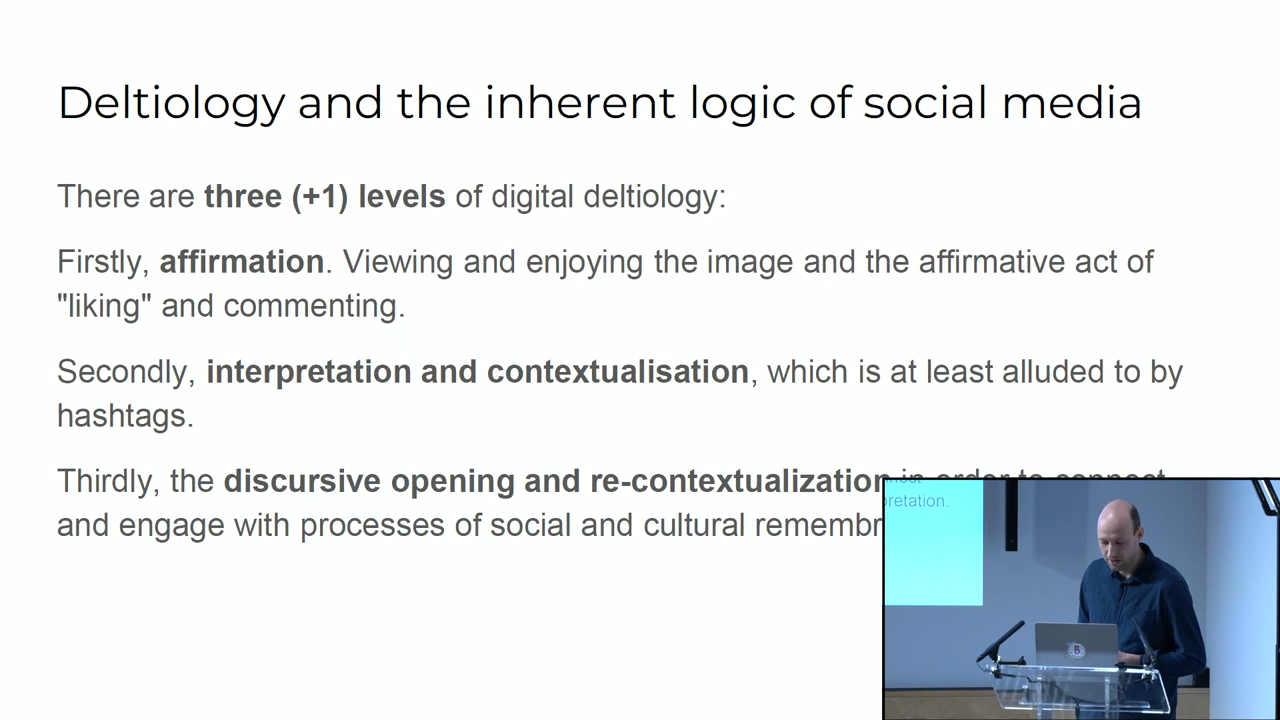 Deltiology and the inherent logic of social media
There are three (+1) levels of digital deltiology:
Firstly, affirmation. Viewing and enjoying the image and the affirmative act of
"liking" and commenting.
Secondly, interpretation and contextualisation, which is at least alluded to by
hashtags.
Thirdly, the discursive opening and re-contextualization in order to connect
and engage with processes of social and cultural remembr
pretation.
B